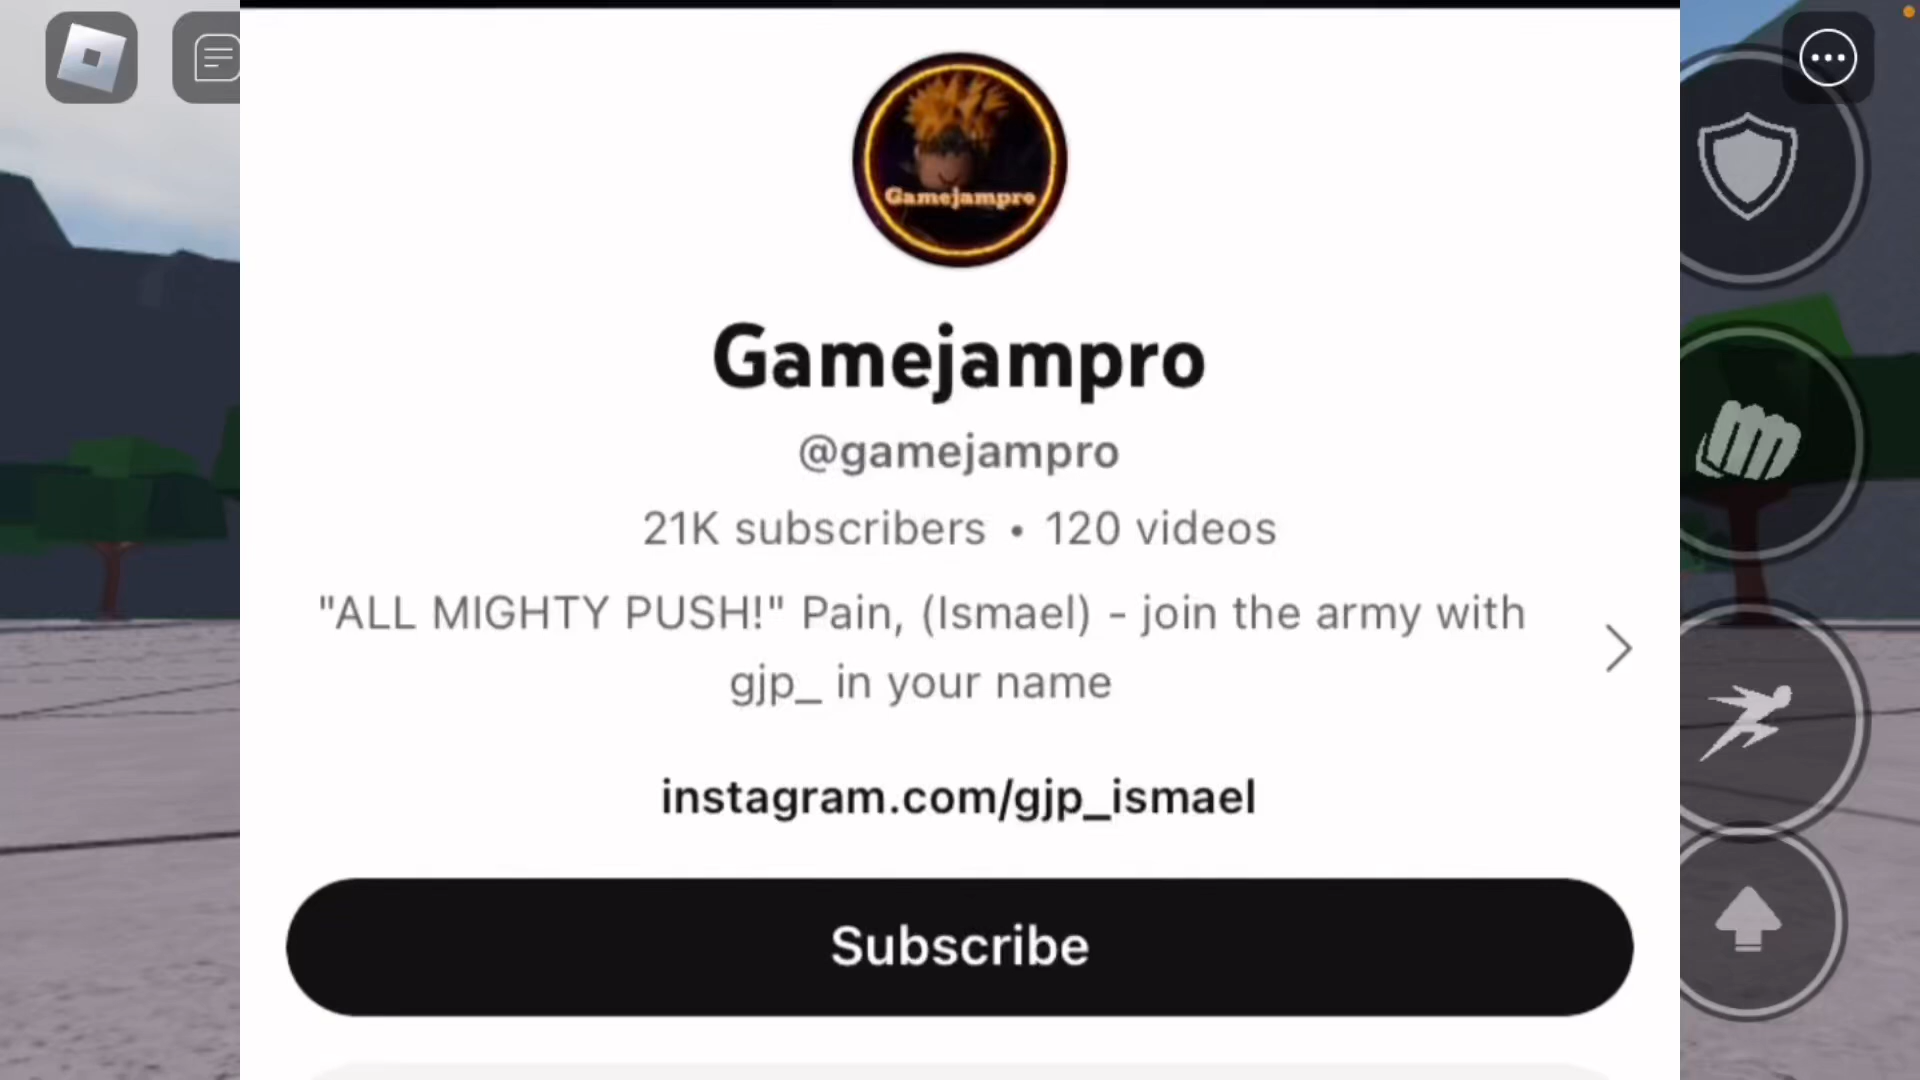 Gamejampro
Gamejampro
@gamejampro
21K subscribers • 120 videos
"ALL MIGHTY PUSH!" Pain, (Ismael) - join the army with
gjp_ in your name
instagram.com/gjp_ismael
Subscribe